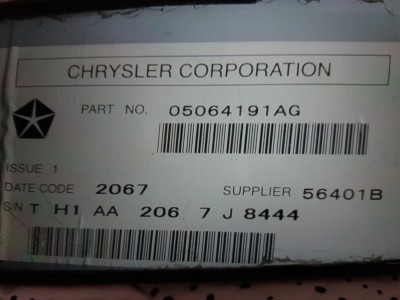 CHRYSLER CORPORATION
PART NO. 05064191AG
ISSUE 1
DATE CODE 2067 SUPPLIER 56401B
S/N T H1 AA 206 7 J 8444